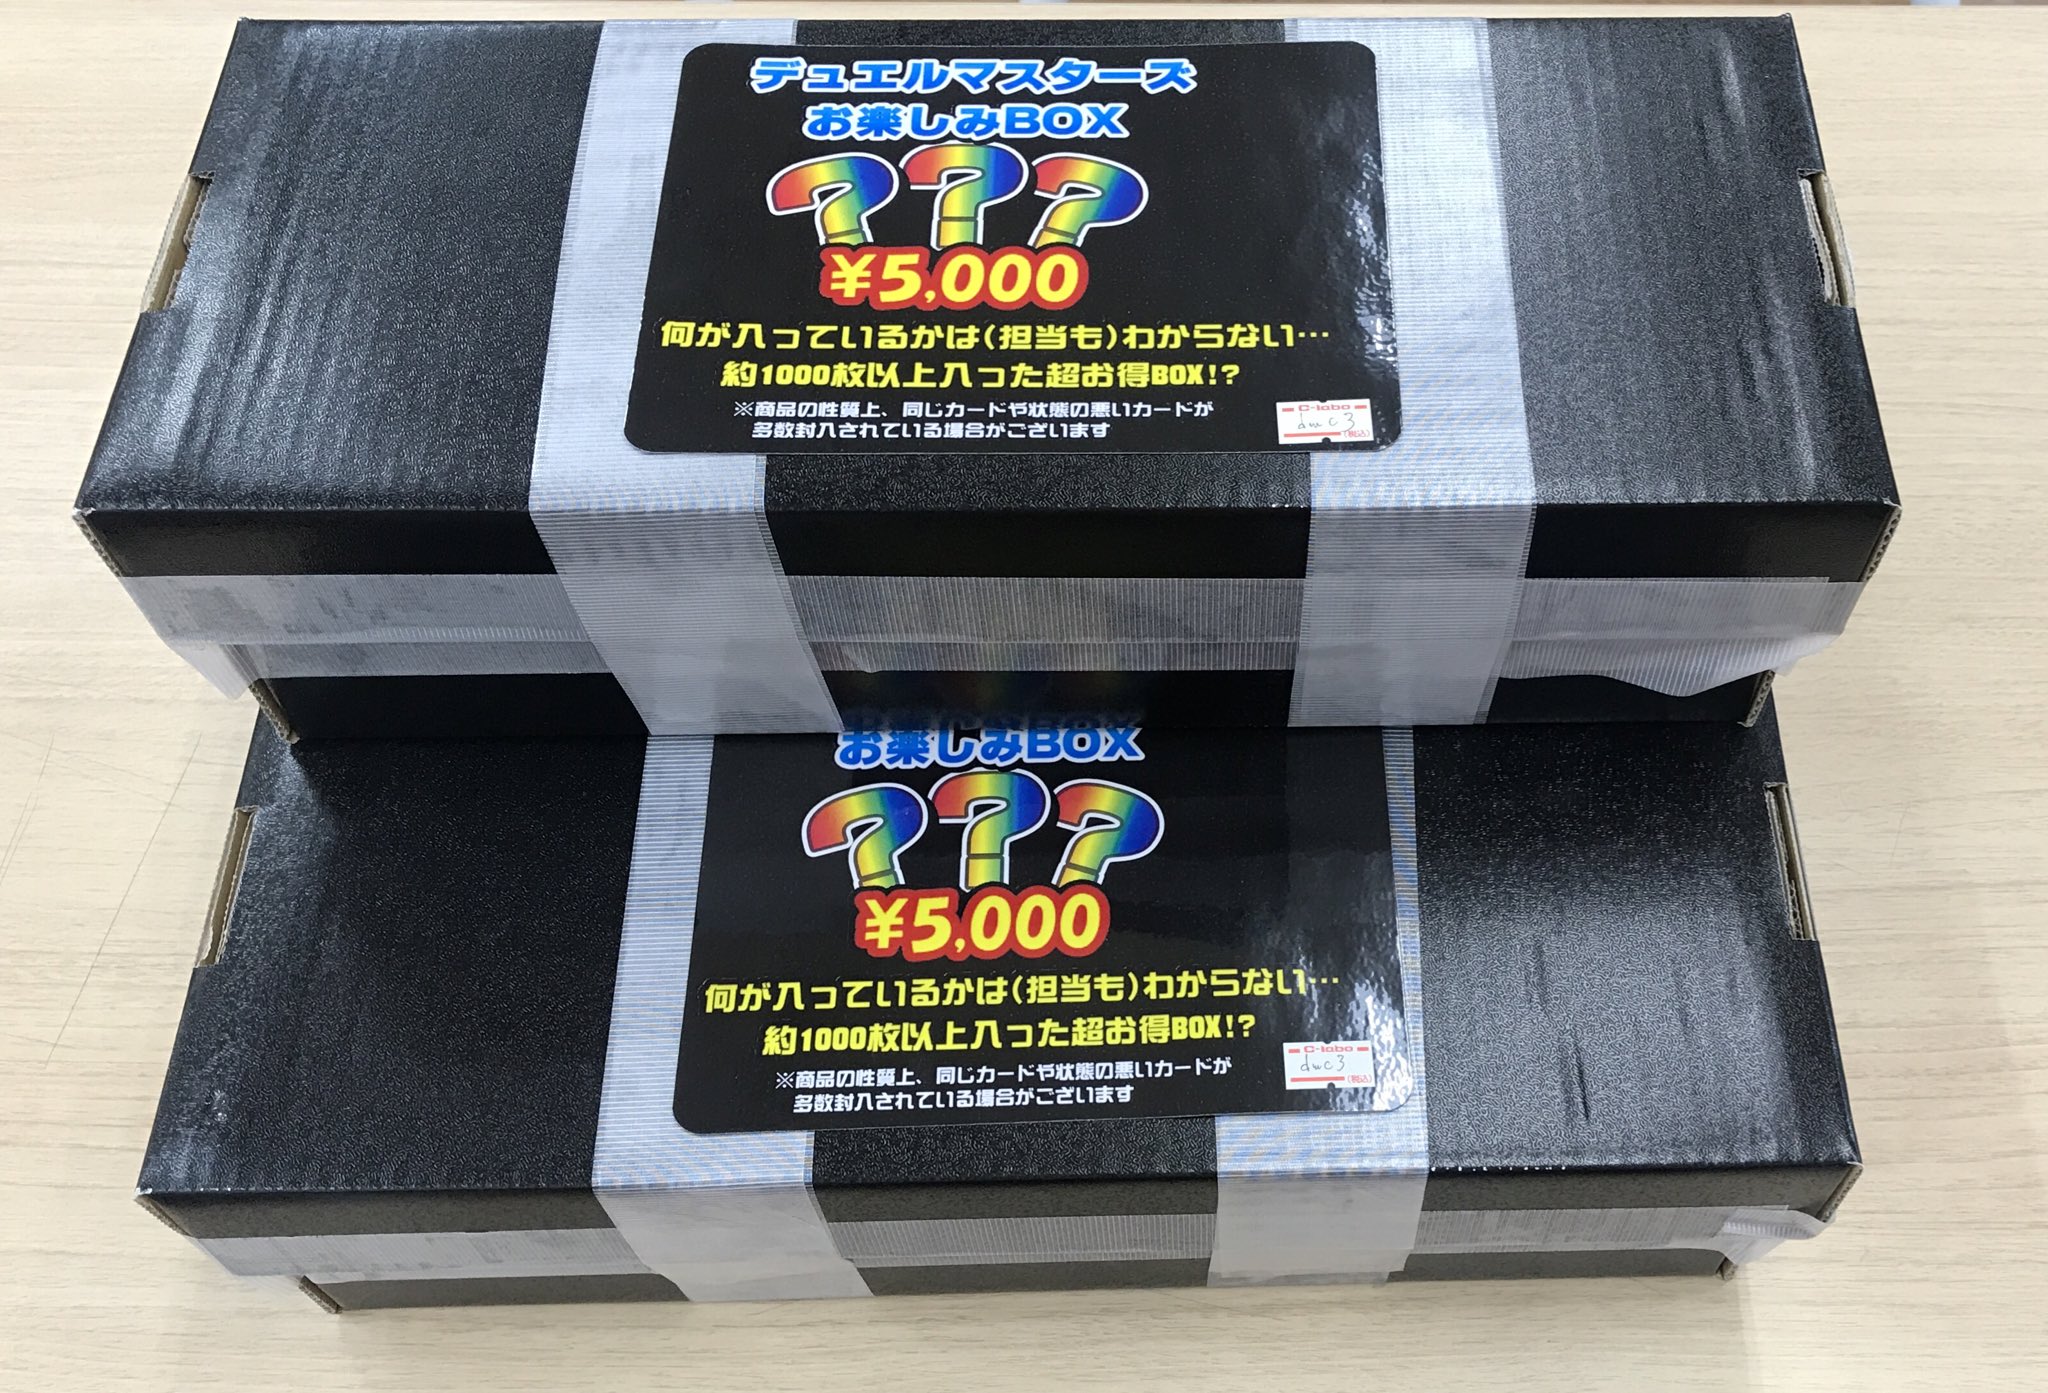 デュエルマスターズ
お楽しみBOX
???
¥5,000
何が入っているかは(担当も)わからない…
約1000枚以上入った超お得BOX!?
※商品の性質上、同じカードや状態の悪いカードが
多数封入されている場合がございます
C-labo
dmc3
(税込)
お楽しみBOX
???
¥5,000
何が入っているかは(担当も)わからない…
約1000枚以上入った超お得BOX!?
※商品の性質上、同じカードや状態の悪いカードが
多数封入されている場合がございます
C-labo
dmc3
(税込)